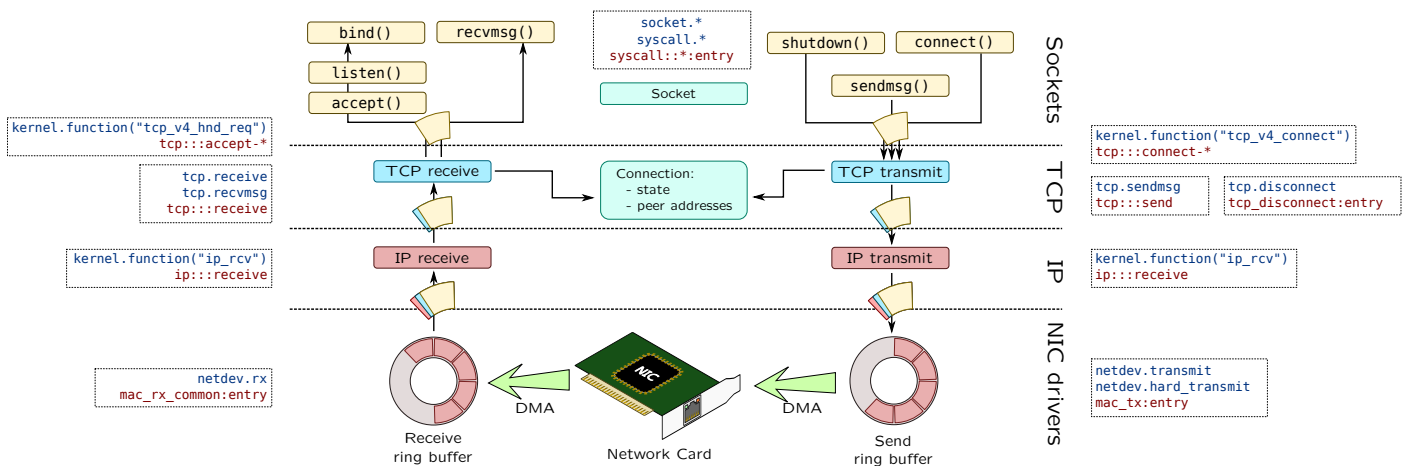 bind()
recvmsg()
listen()
accept()
socket.*
syscall.*
syscall::*:entry
Socket
shutdown()
connect()
sendmsg()
Sockets
kernel.function("tcp_v4_hnd_req")
tcp:::accept-*
tcp.receive
tcp.recvmsg
tcp:::receive
TCP receive
Connection:
- state
- peer addresses
TCP transmit
TCP
kernel.function("tcp_v4_connect")
tcp:::connect-*
tcp.sendmsg
tcp:::send
tcp.disconnect
tcp_disconnect:entry
kernel.function("ip_rcv")
ip:::receive
IP receive
IP transmit
IP
kernel.function("ip_rcv")
ip:::receive
netdev.rx
mac_rx_common:entry
Receive
ring buffer
DMA
NIC
Network Card
DMA
Send
ring buffer
NIC drivers
netdev.transmit
netdev.hard_transmit
mac_tx:entry